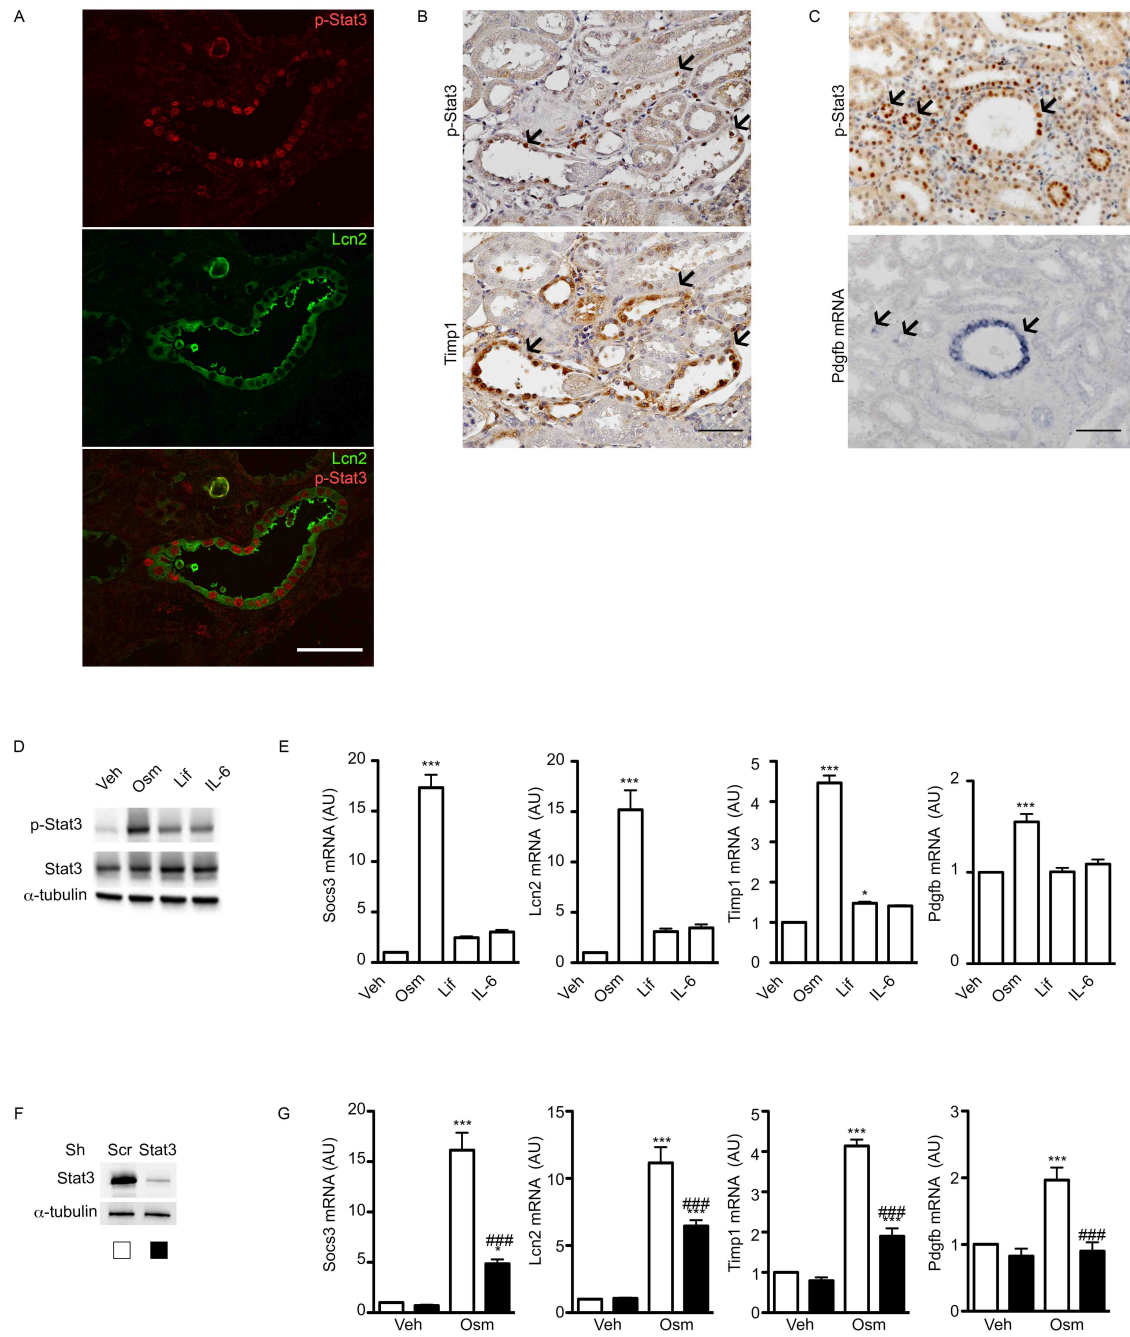 A
p-Stat3
Lcn2
Lcn2
p-Stat3
B
p-Stat3
Timp1
C
p-Stat3
Pdgfb mRNA
D
Veh Osm Lif IL-6
p-Stat3
Stat3
α-tubulin
E
Socs3 mRNA (AU)
20
15
10
5
0
***
Veh Osm Lif IL-6
Lcn2 mRNA (AU)
20
15
10
5
0
***
Veh Osm Lif IL-6
Timp1 mRNA (AU)
5
4
3
2
1
0
***
*
Veh Osm Lif IL-6
Pdgfb mRNA (AU)
2
1
0
***
Veh Osm Lif IL-6
F
Sh Scr Stat3
Stat3
α-tubulin
G
Socs3 mRNA (AU)
20
15
10
5
0
***
###
*
Veh Osm
Lcn2 mRNA (AU)
15
10
5
0
***
###
***
Veh Osm
Timp1 mRNA (AU)
5
4
3
2
1
0
***
###
***
Veh Osm
Pdgfb mRNA (AU)
3
2
1
0
***
###
Veh Osm